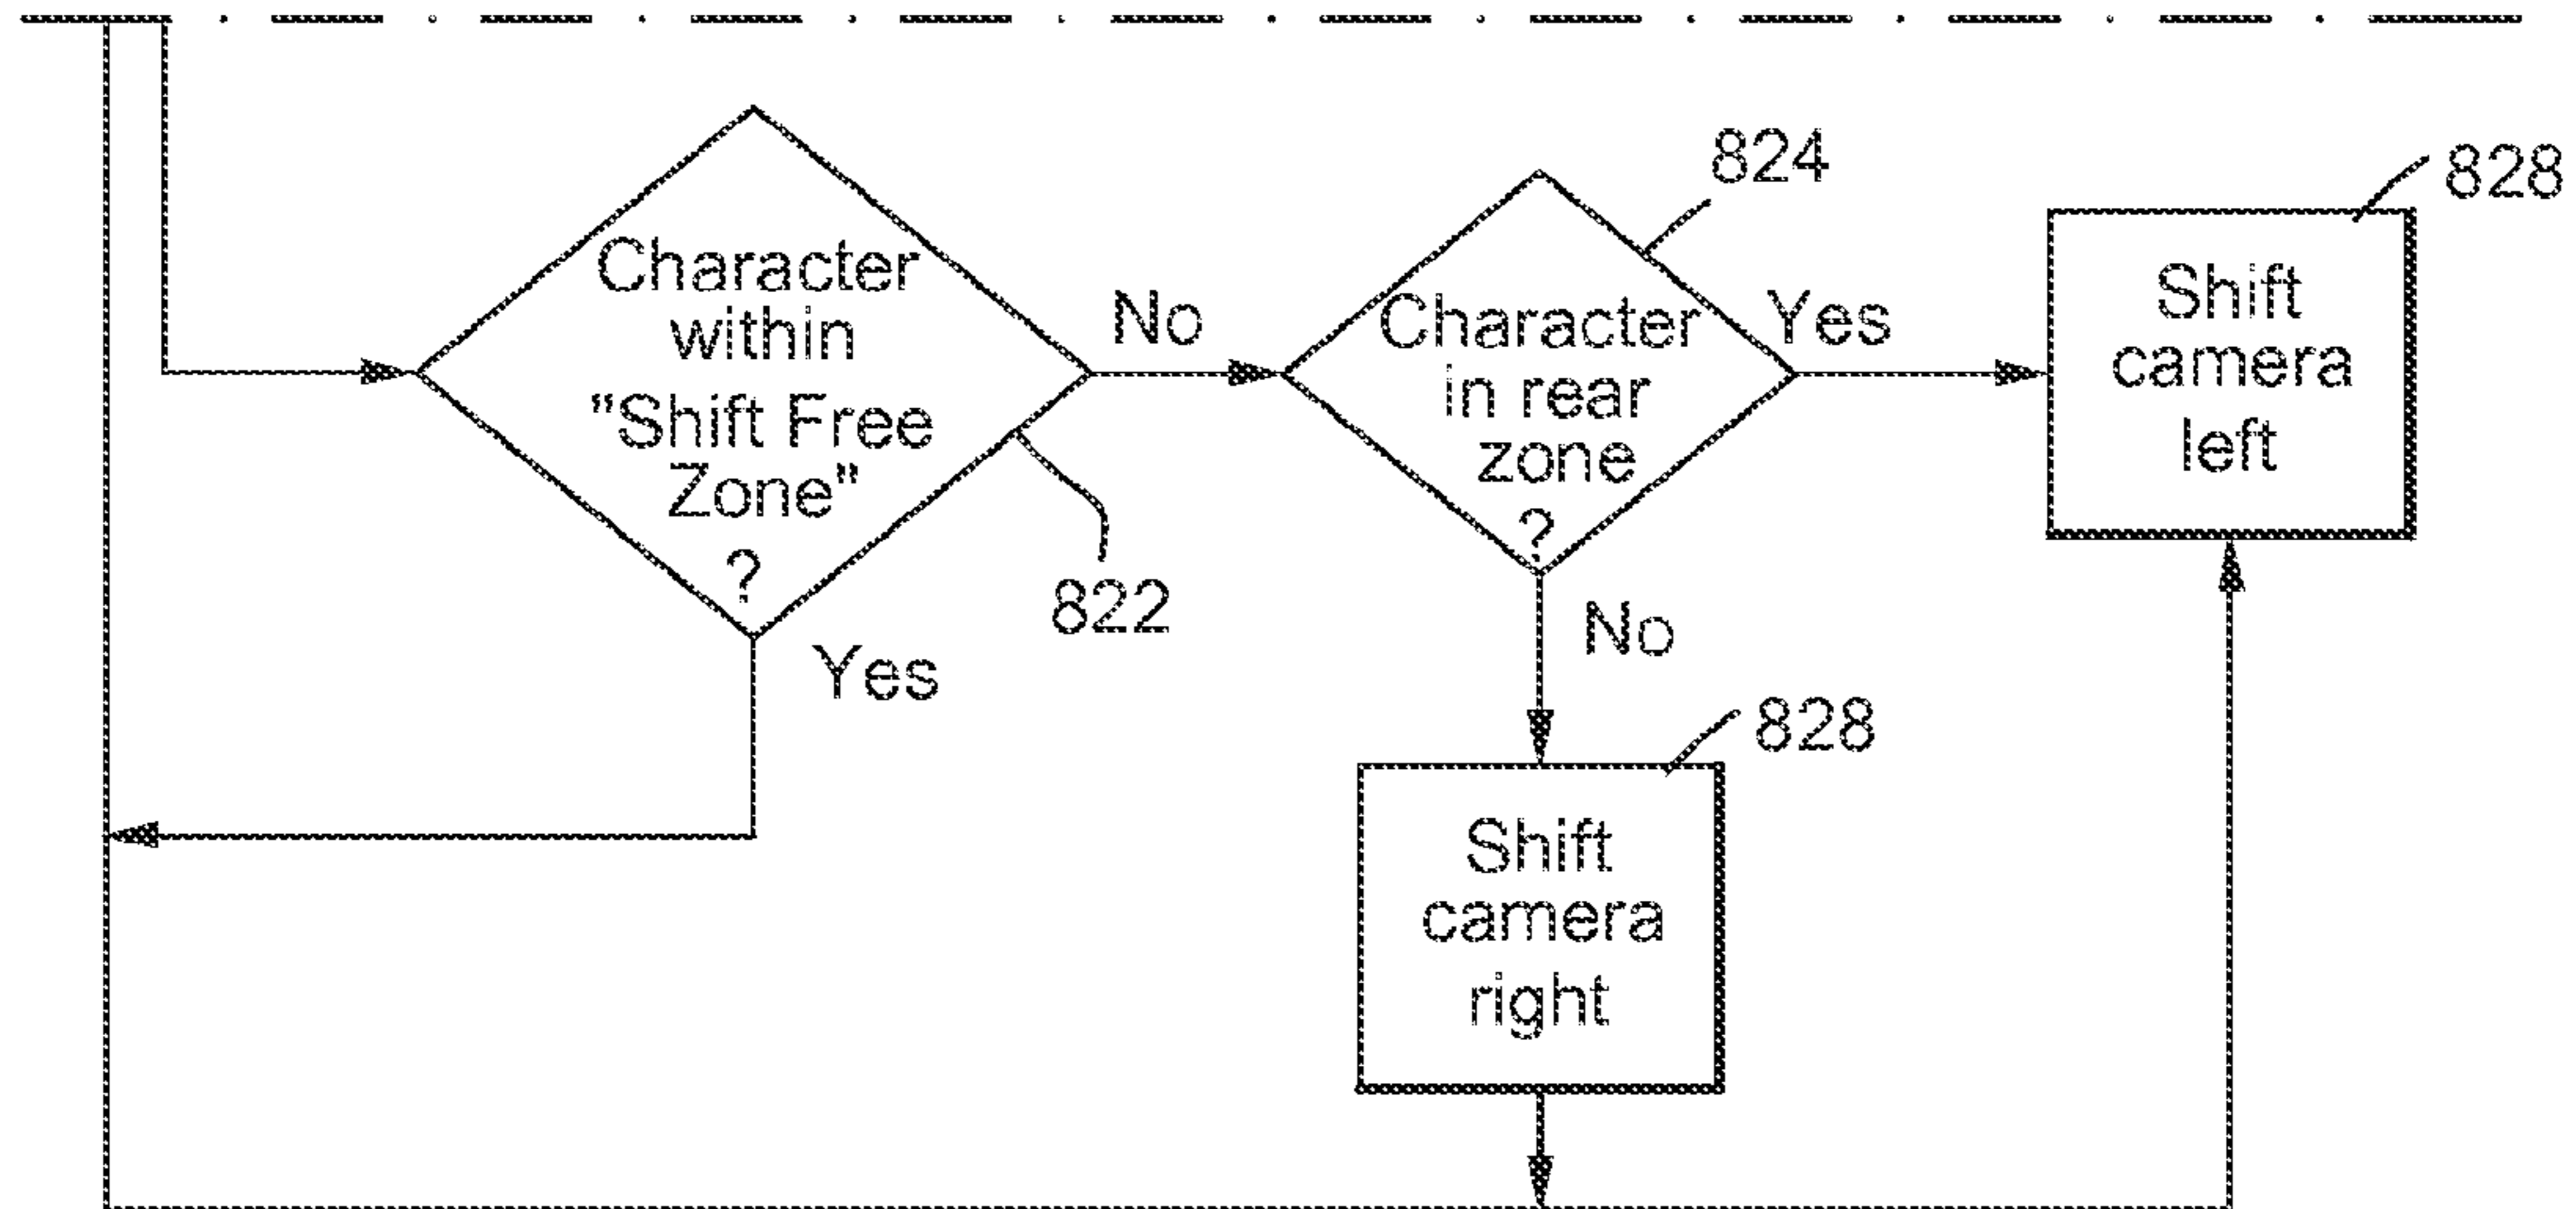 Character
within
"Shift Free
Zone"
?
822
No
Yes
Character
in rear
zone
?
824
Yes
No
Shift
camera
left
828
Shift
camera
right
828